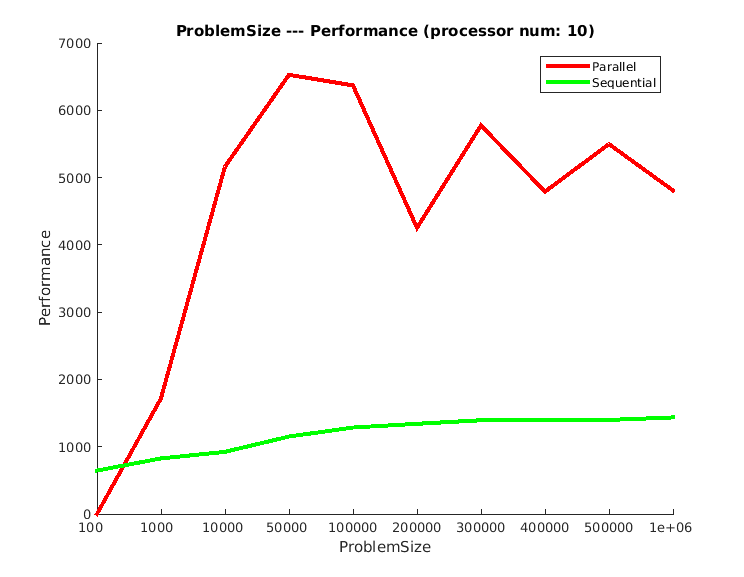 ProblemSize --- Performance (processor num: 10)
Parallel
Sequential
7000
6000
5000
4000
3000
2000
1000
0
Performance
100 1000 10000 50000 100000 200000 300000 400000 500000 1e+06
ProblemSize